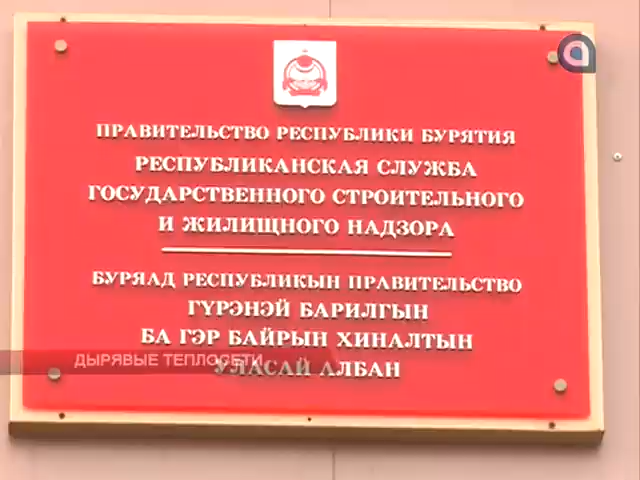 ПРАВИТЕЛЬСТВО РЕСПУБЛИКИ БУРЯТИЯ
РЕСПУБЛИКАНСКАЯ СЛУЖБА
ГОСУДАРСТВЕННОГО СТРОИТЕЛЬНОГО
И ЖИЛИЩНОГО НАДЗОРА
БУРЯАД РЕСПУБЛИКЫН ПРАВИТЕЛЬСТВО
ГҮРЭНЭЙ БАРИЛГЫН
БА ГЭР БАЙРЫН ХИНАЛТЫН
УЛАСАЙ АЛБАН
ДЫРЯВЫЕ ТЕПЛОСЕТИ